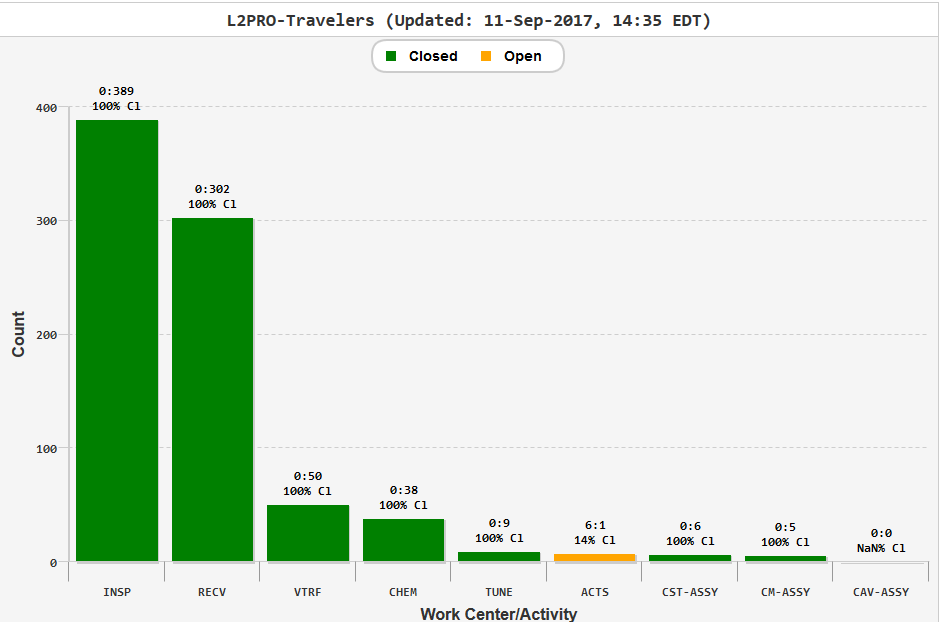 L2PRO-Travelers (Updated: 11-Sep-2017, 14:35 EDT)
Closed Open
0:389
100% Cl
0:302
100% Cl
0:50
100% Cl
0:38
100% Cl
0:9
100% Cl
6:1
14% Cl
0:6
100% Cl
0:5
100% Cl
0:0
NaN% Cl
400
300
200
100
0
Count
INSP RECV VTRF CHEM TUNE ACTS CST-ASSY CM-ASSY CAV-ASSY
Work Center/Activity